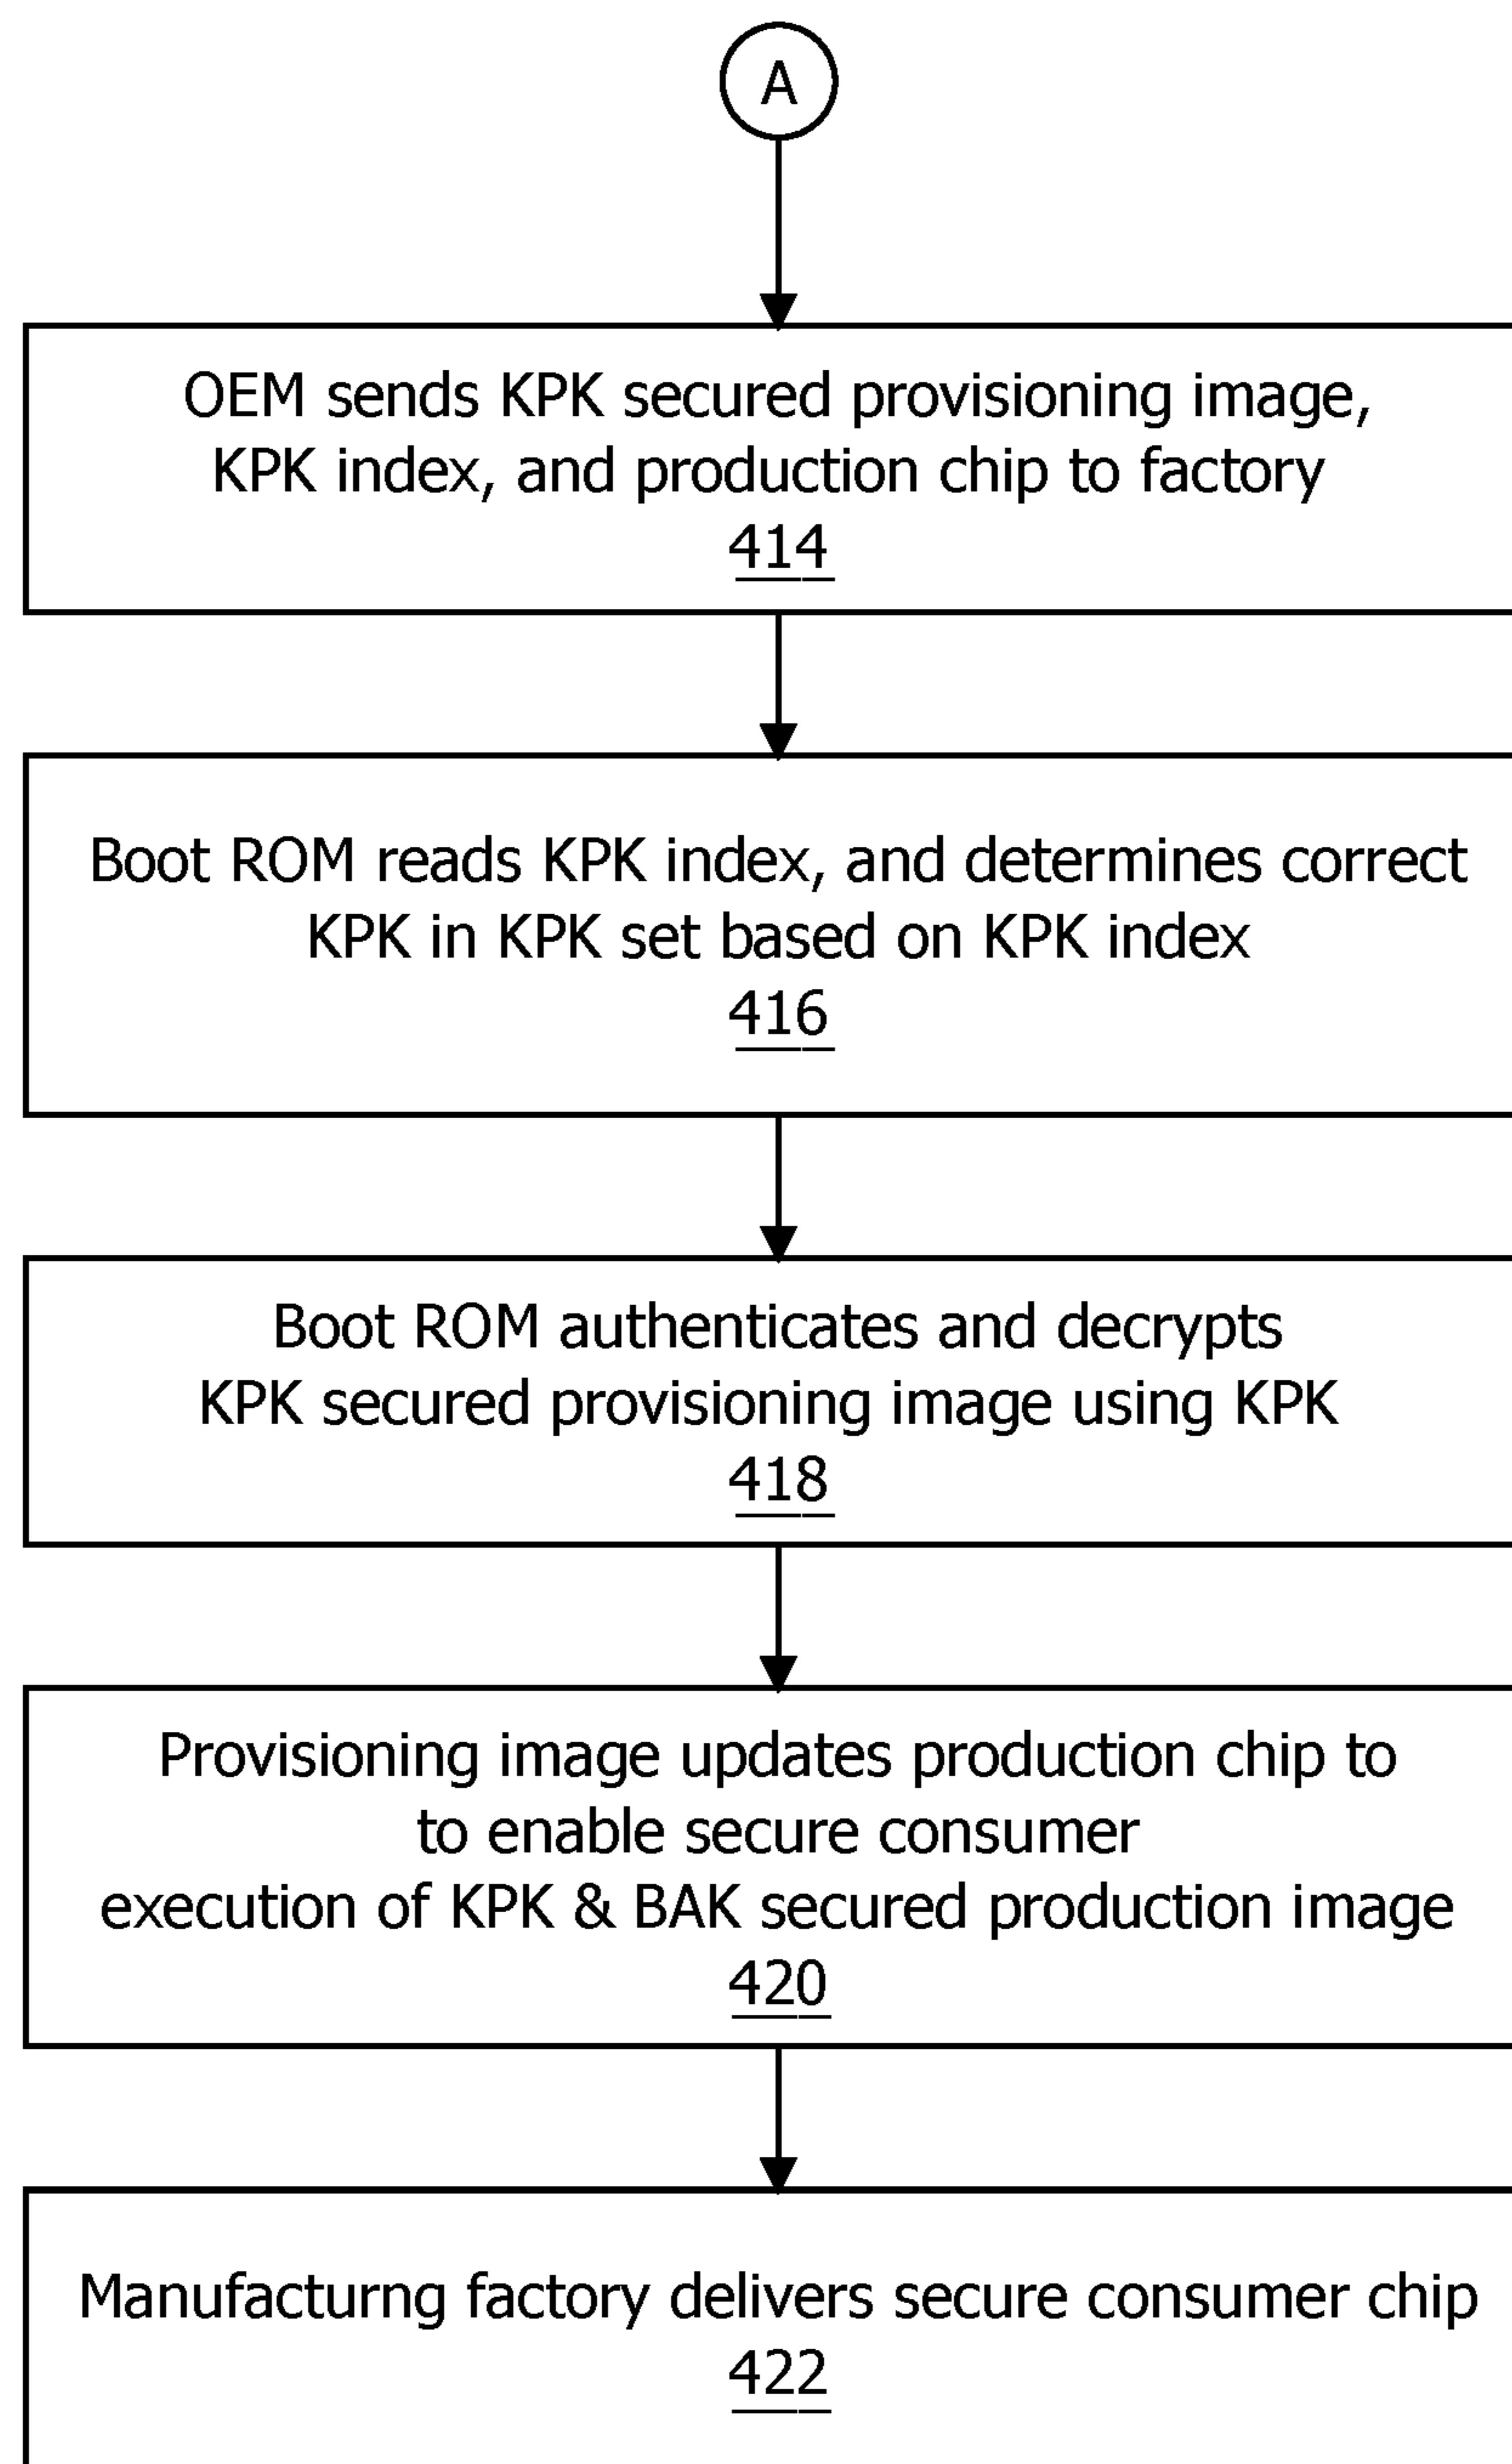 A
OEM sends KPK secured provisioning image,
KPK index, and production chip to factory
414
Boot ROM reads KPK index, and determines correct
KPK in KPK set based on KPK index
416
Boot ROM authenticates and decrypts
KPK secured provisioning image using KPK
418
Provisioning image updates production chip to
to enable secure consumer
execution of KPK & BAK secured production image
420
Manufacturng factory delivers secure consumer chip
422